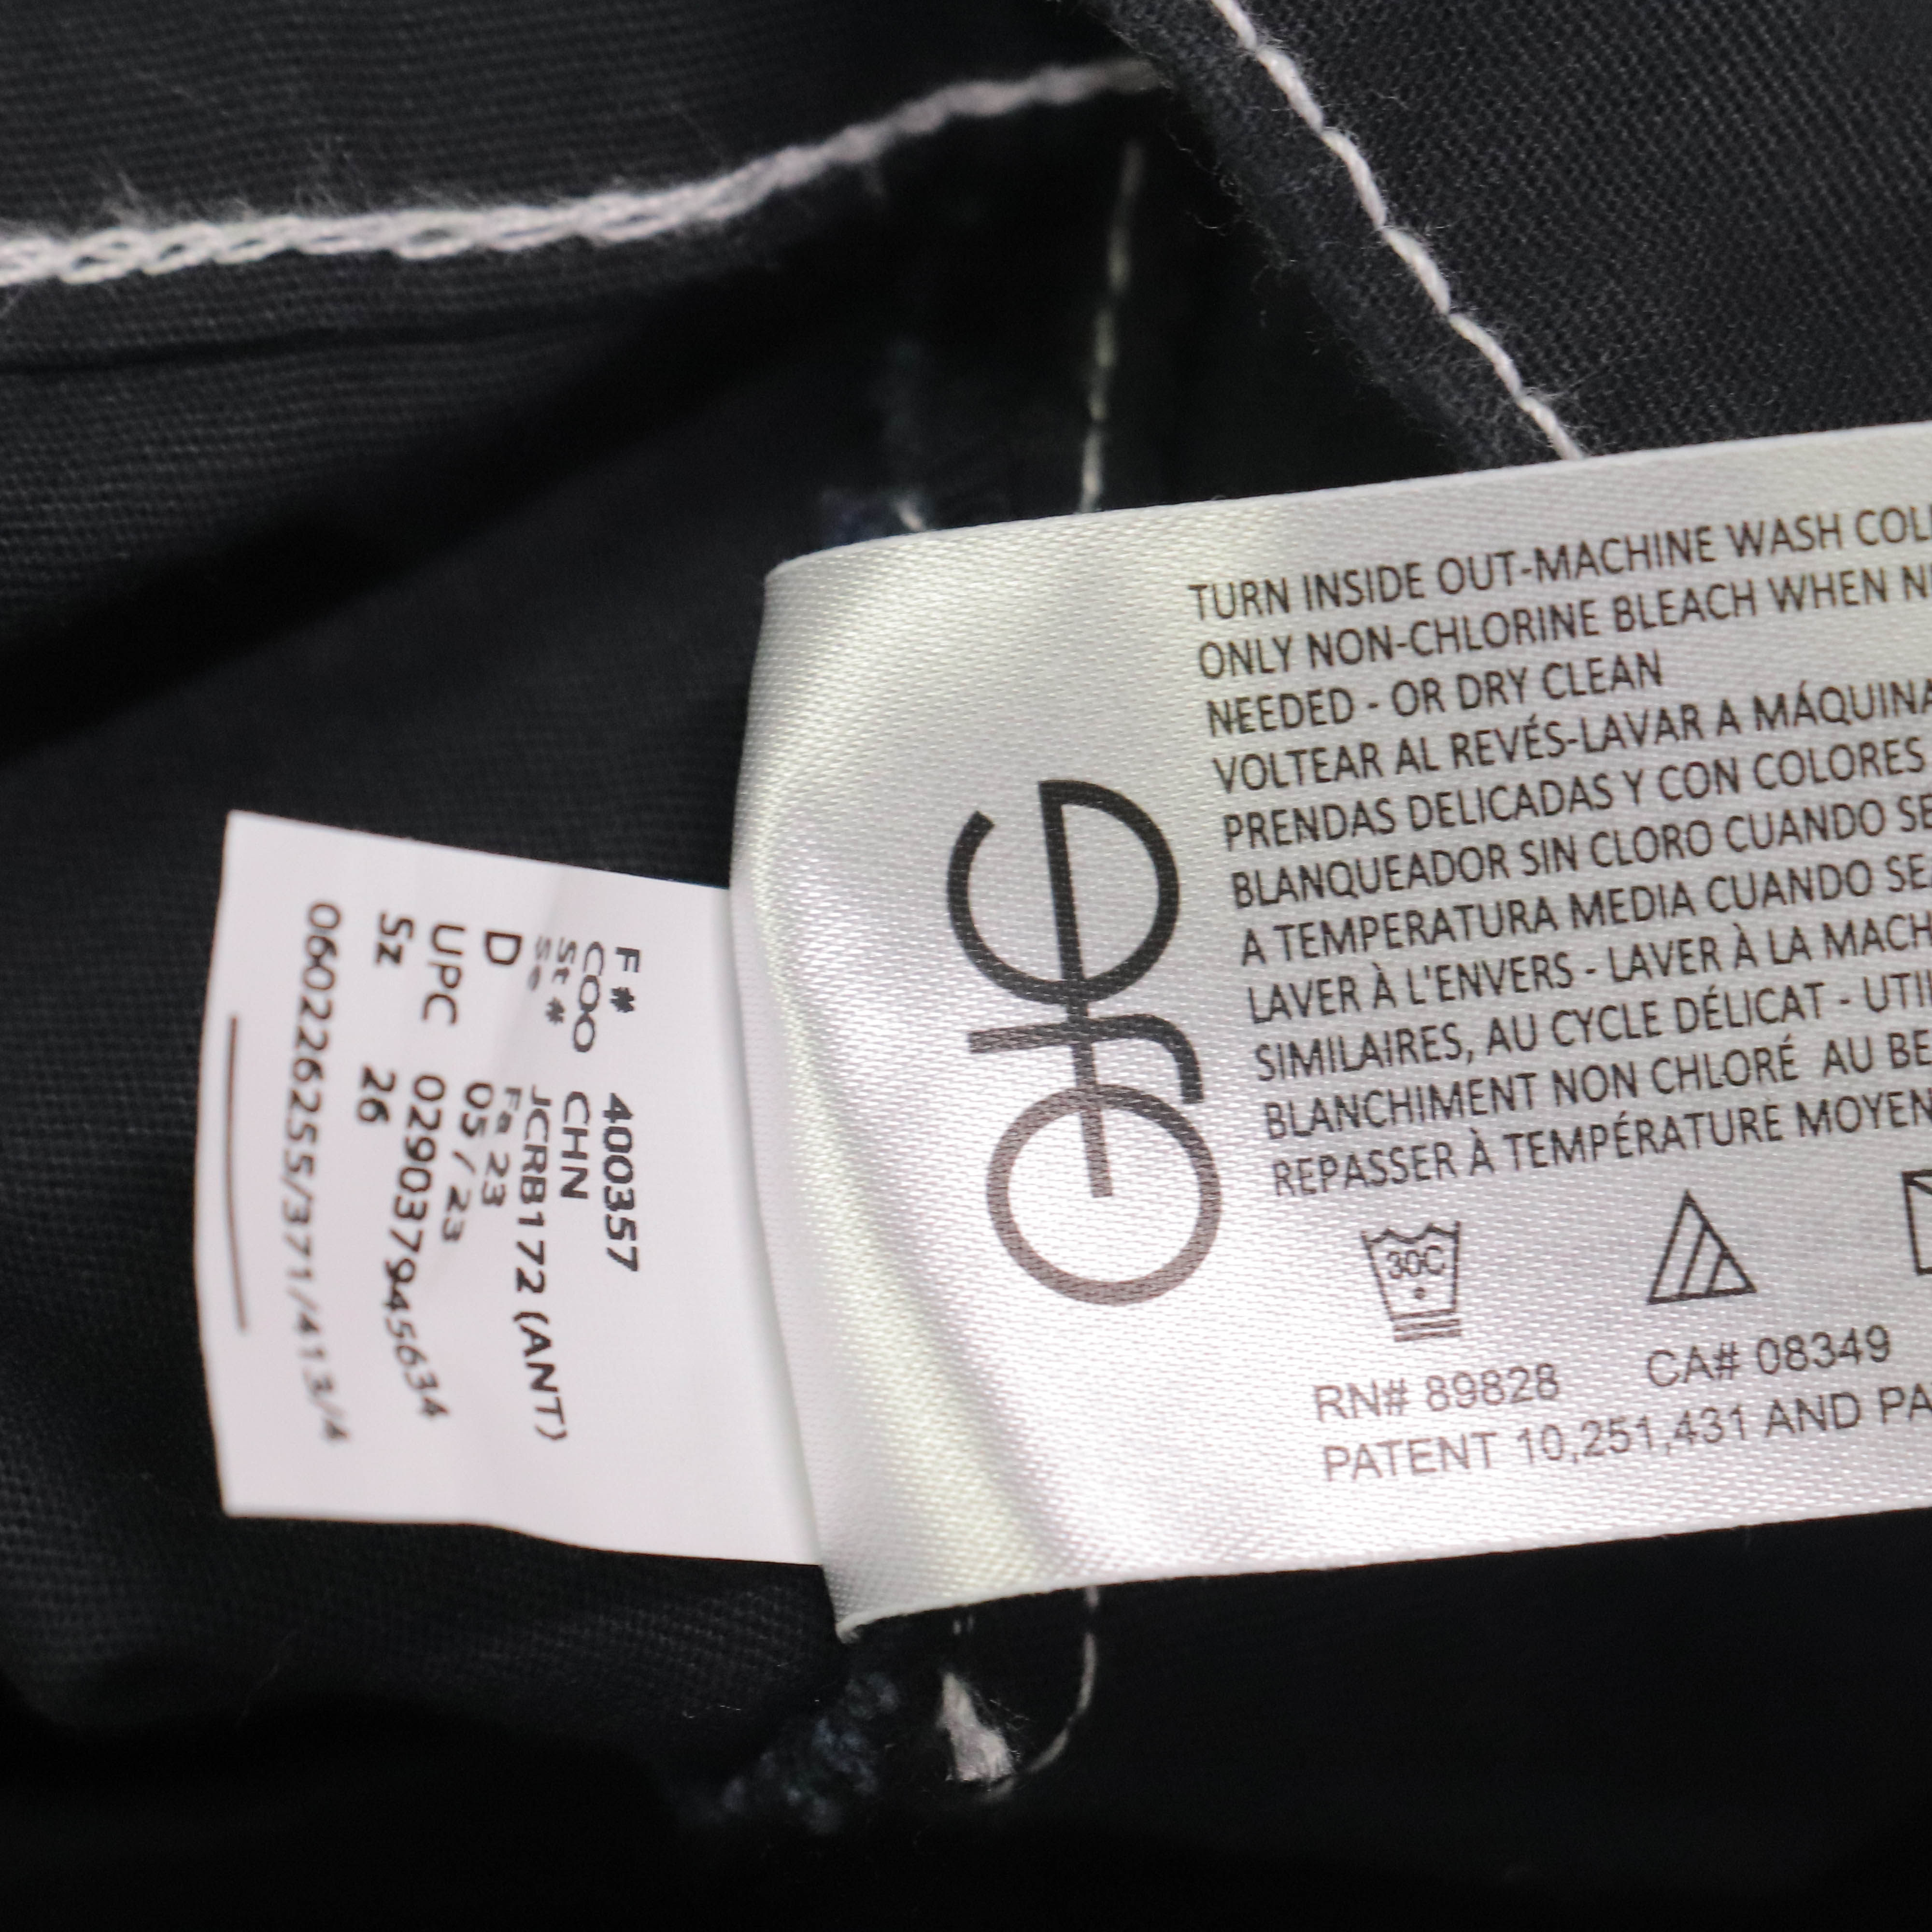 TURN INSIDE OUT-MACHINE WASH COL
ONLY NON-CHLORINE BLEACH WHEN N
NEEDED - OR DRY CLEAN
VOLTEAR AL REVÉS-LAVAR A MÁQUINA
PRENDAS DELICADAS Y CON COLORES
BLANQUEADOR SIN CLORO CUANDO SE
A TEMPERATURA MEDIA CUANDO SEA
LAVER À L'ENVERS - LAVER À LA MACH
SIMILAIRES, AU CYCLE DÉLICAT - UTI
BLANCHIMENT NON CHLORÉ AU BE
REPASSER À TEMPÉRATURE MOYEN
30C
RN# 89828 CA# 08349
PATENT 10,251,431 AND PA
F# 400357
COO CHN
St# JCRB172 (ANT)
Se Fa 23
D 05/23
UPC 029037945634
Sz 26
060226255/371/413/4